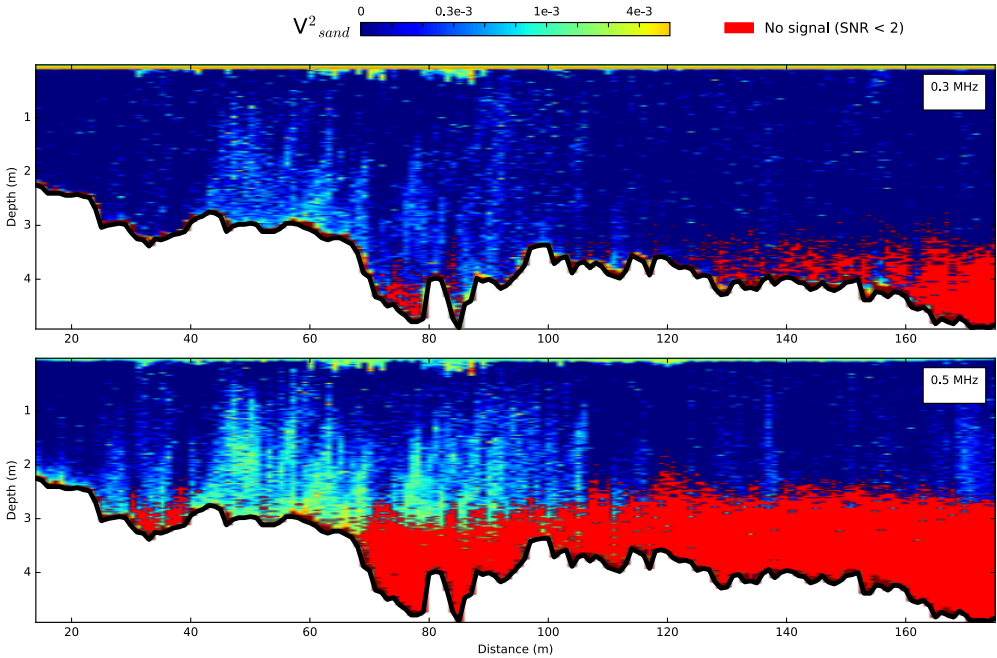 V²sand
0 0.3e-3 1e-3 4e-3
No signal (SNR < 2)
0.3 MHz
Depth (m)
1
2
3
4
20 40 60 80 100 120 140 160
0.5 MHz
Depth (m)
1
2
3
4
20 40 60 80 100 120 140 160
Distance (m)